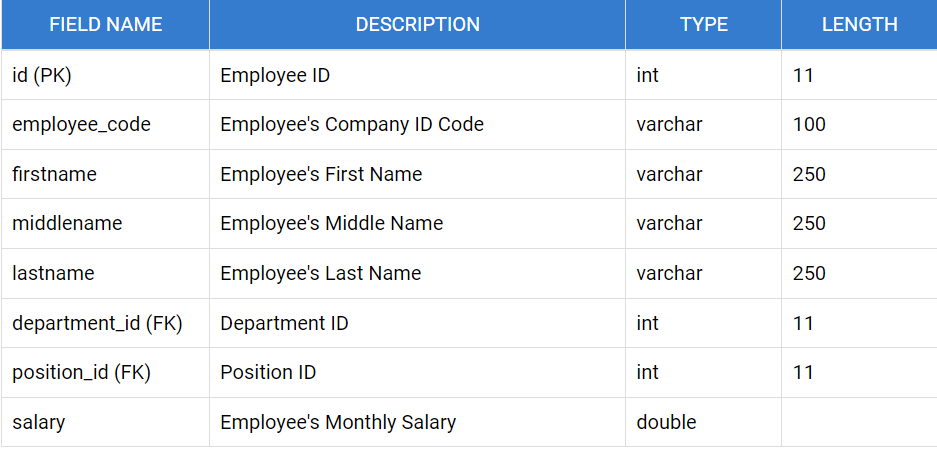 FIELD NAME DESCRIPTION TYPE LENGTH
id (PK) Employee ID int 11
employee_code Employee's Company ID Code varchar 100
firstname Employee's First Name varchar 250
middlename Employee's Middle Name varchar 250
lastname Employee's Last Name varchar 250
department_id (FK) Department ID int 11
position_id (FK) Position ID int 11
salary Employee's Monthly Salary double